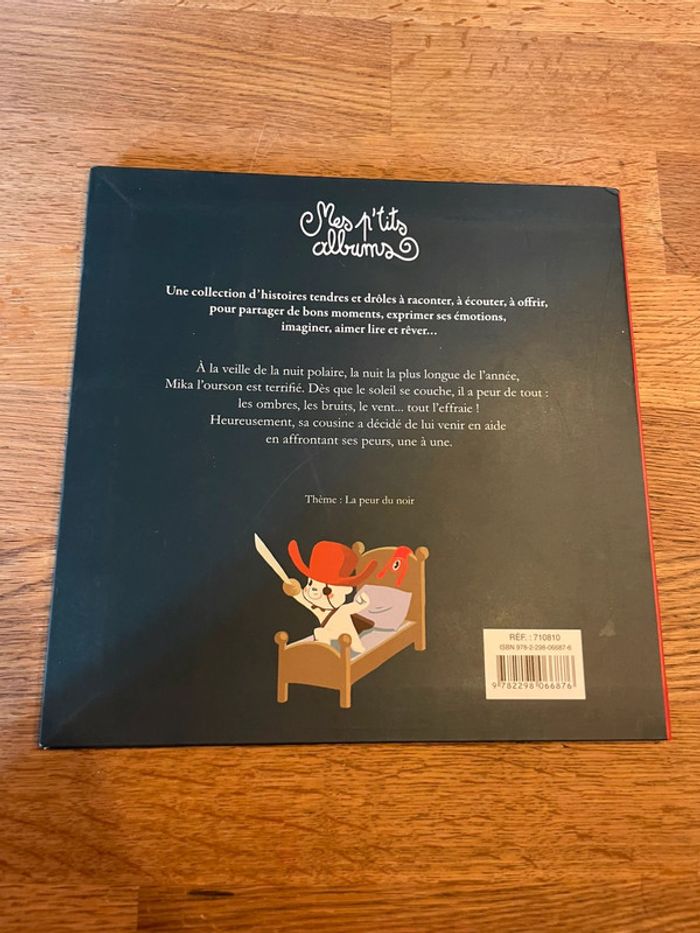 Mes p'tits
albums
Une collection d'histoires tendres et drôles à raconter, à écouter, à offrir,
pour partager de bons moments, exprimer ses émotions,
imaginer, aimer lire et rêver...
À la veille de la nuit polaire, la nuit la plus longue de l'année,
Mika l'ourson est terrifié. Dès que le soleil se couche, il a peur de tout :
les ombres, les bruits, le vent... tout l'effraie !
Heureusement, sa cousine a décidé de lui venir en aide
en affrontant ses peurs, une à une.
Thème : La peur du noir
RÉF. : 710810
ISBN 978-2-298-06687-6
9 782298 066876